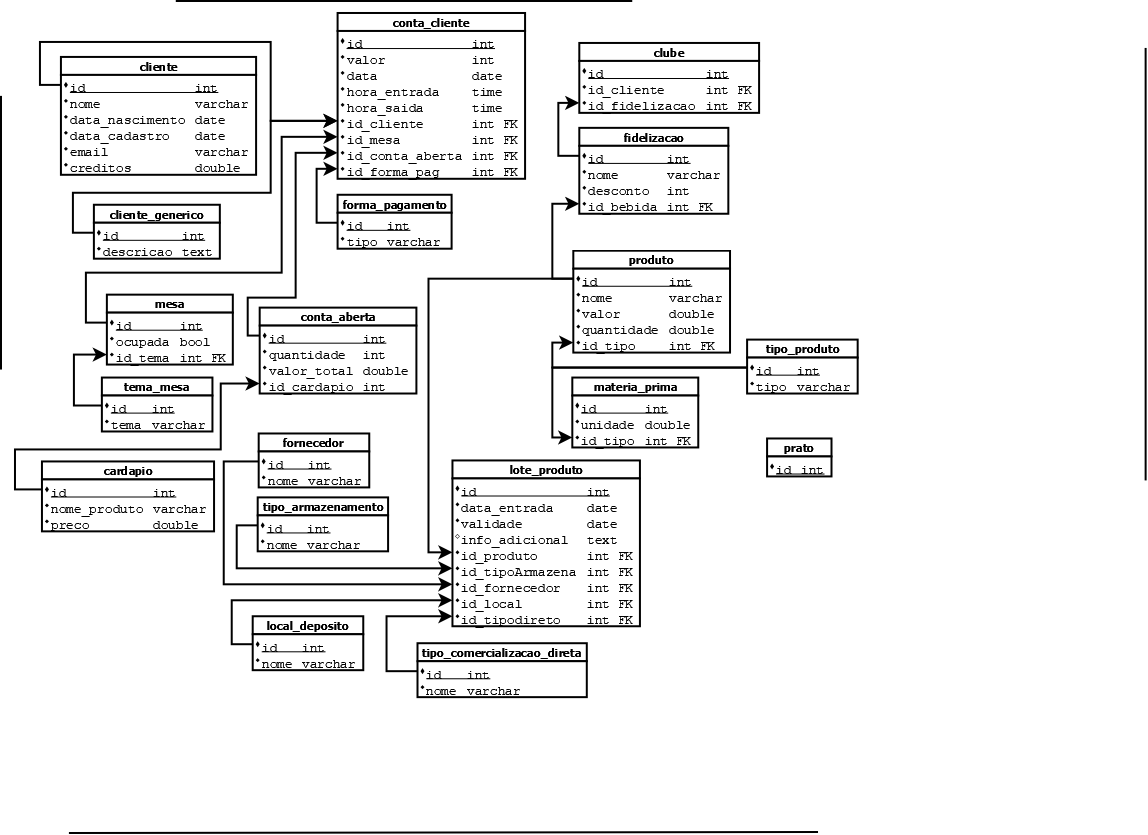 conta_cliente
id int
valor int
data date
hora_entrada time
hora_saida time
id_cliente int FK
id_mesa int FK
id_conta_aberta int FK
id_forma_pag int FK
clube
id int
id_cliente int FK
id_fidelizacao int FK
cliente
id int
nome varchar
data_nascimento date
data_cadastro date
email varchar
creditos double
fidelizacao
id int
nome varchar
desconto int
id_bebida int FK
forma_pagamento
id int
tipo varchar
cliente_generico
id int
descricao text
produto
id int
nome varchar
valor double
quantidade double
id_tipo int FK
mesa
id int
ocupada bool
id_tema int FK
conta_aberta
id int
quantidade int
valor_total double
id_cardapio int
tipo_produto
id int
tipo varchar
tema_mesa
id int
tema varchar
materia_prima
id int
unidade double
id_tipo int FK
fornecedor
id int
nome varchar
prato
id int
cardapio
id int
nome_produto varchar
preco double
lote_produto
id int
data_entrada date
validade date
info_adicional text
id_produto int FK
id_tipoArmazena int FK
id_fornecedor int FK
id_local int FK
id_tipodireto int FK
tipo_armazenamento
id int
nome varchar
local_deposito
id int
nome varchar
tipo_comercializacao_direta
id int
nome varchar